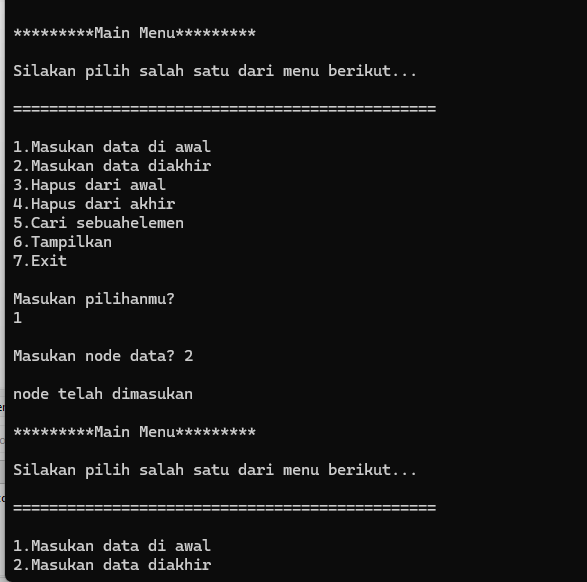 *********Main Menu*********
Silakan pilih salah satu dari menu berikut...
===============================================
1.Masukan data di awal
2.Masukan data diakhir
3.Hapus dari awal
4.Hapus dari akhir
5.Cari sebuahelemen
6.Tampilkan
7.Exit
Masukan pilihanmu?
1
Masukan node data? 2
node telah dimasukan
*********Main Menu*********
Silakan pilih salah satu dari menu berikut...
===============================================
1.Masukan data di awal
2.Masukan data diakhir